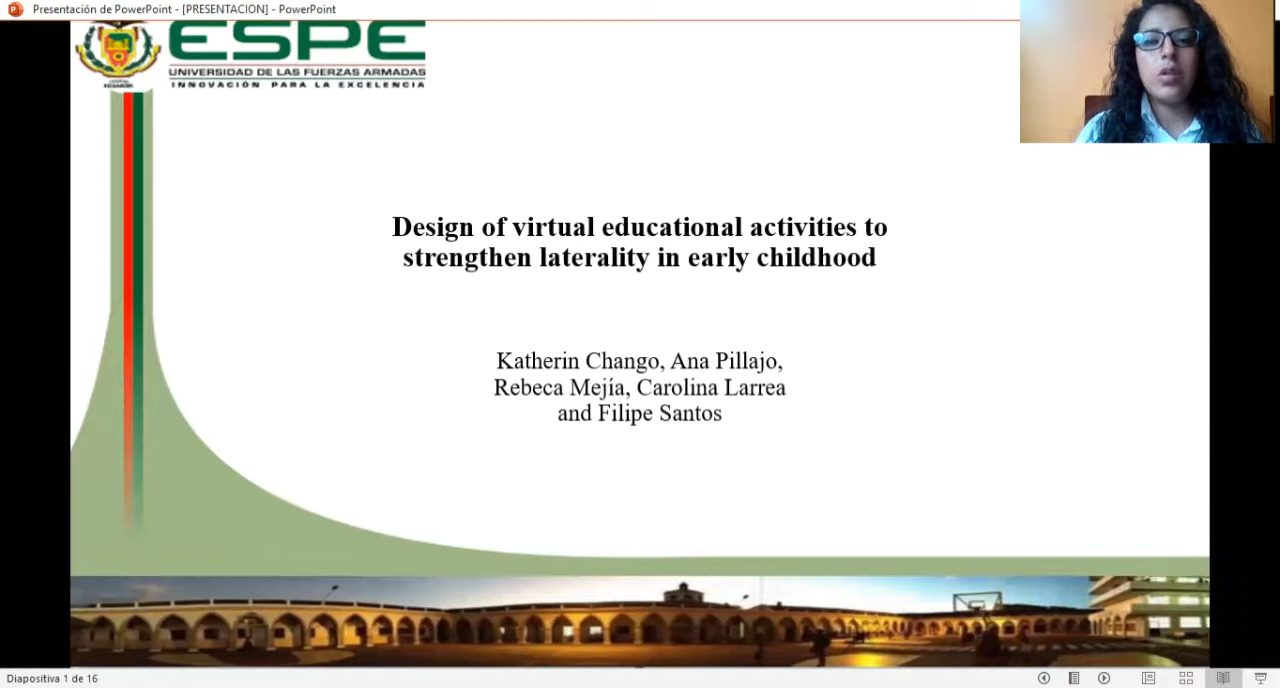 Presentación de PowerPoint - [PRESENTACION] - PowerPoint
ESPE
UNIVERSIDAD DE LAS FUERZAS ARMADAS
INNOVACIÓN PARA LA EXCELENCIA
ECUADOR
Design of virtual educational activities to
strengthen laterality in early childhood
Katherin Chango, Ana Pillajo,
Rebeca Mejía, Carolina Larrea
and Filipe Santos
Diapositiva 1 de 16